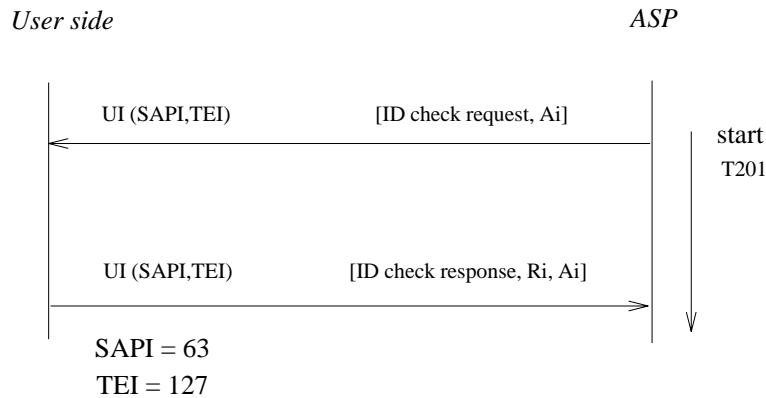 User side ASP
UI (SAPI,TEI) [ID check request, Ai]
start
T201
UI (SAPI,TEI) [ID check response, Ri, Ai]
SAPI = 63
TEI = 127